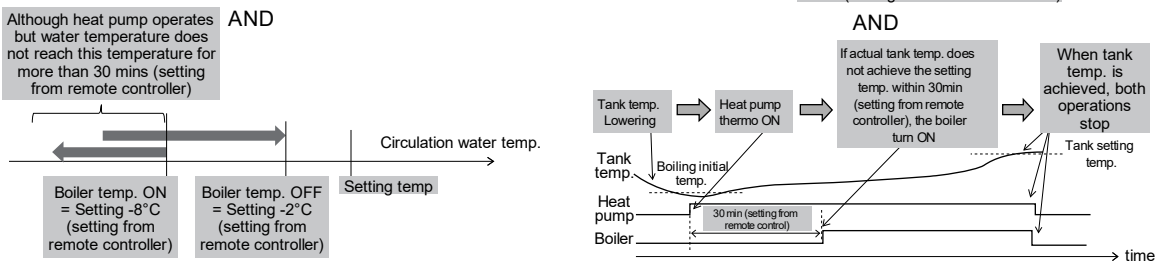 Although heat pump operates
but water temperature does
not reach this temperature for
more than 30 mins (setting
from remote controller)
AND
Circulation water temp.
Boiler temp. ON
= Setting -8°C
(setting from
remote controller)
Boiler temp. OFF
= Setting -2°C
(setting from
remote controller)
Setting temp
AND
Tank temp.
Lowering
Heat pump
thermo ON
If actual tank temp. does
not achieve the setting
temp. within 30min
(setting from remote
controller), the boiler
turn ON
When tank
temp. is
achieved, both
operations
stop
Tank setting
temp.
Tank
temp.
Boiling initial
temp.
Heat
pump
30 min (setting from
remote control)
Boiler
time